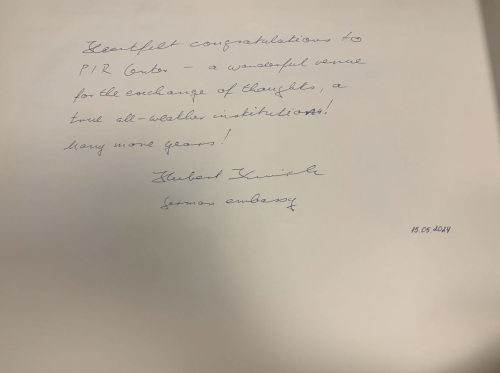 Heartfelt congratulations to
PIR Center – a wonderful venue
for the exchange of thoughts, a
true all-weather institution!
Many more years!
Herbert
German embassy
15.05.2024